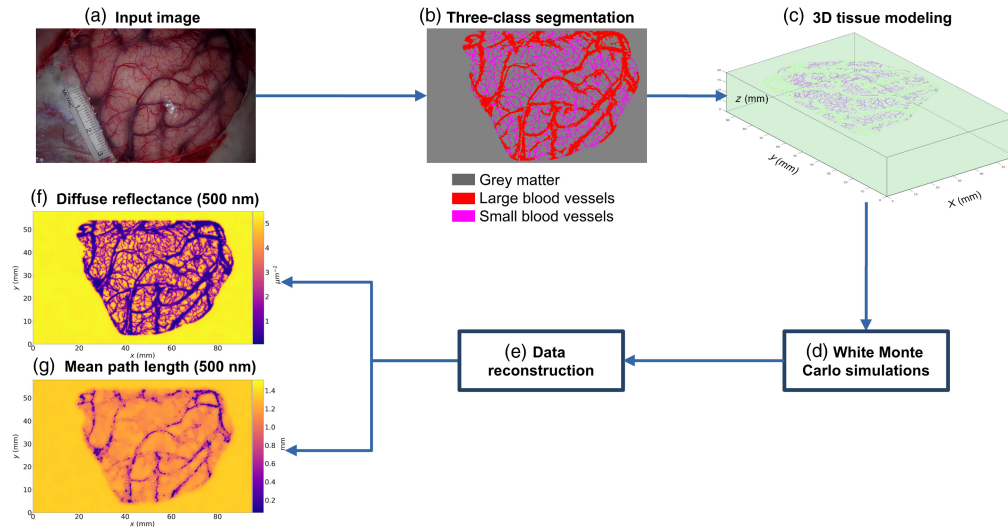 (a) Input image
(b) Three-class segmentation
(c) 3D tissue modeling
z (mm)
y (mm)
X (mm)
Grey matter
Large blood vessels
Small blood vessels
(f) Diffuse reflectance (500 nm)
50
40
30
20
10
0
y (mm)
0 20 40 60 80
x (mm)
5
4
3
2
1
μm⁻²
(g) Mean path length (500 nm)
50
40
30
20
10
0
y (mm)
0 20 40 60 80
x (mm)
1.4
1.2
1.0
0.8
0.6
0.4
0.2
mm
(e) Data
reconstruction
(d) White Monte
Carlo simulations